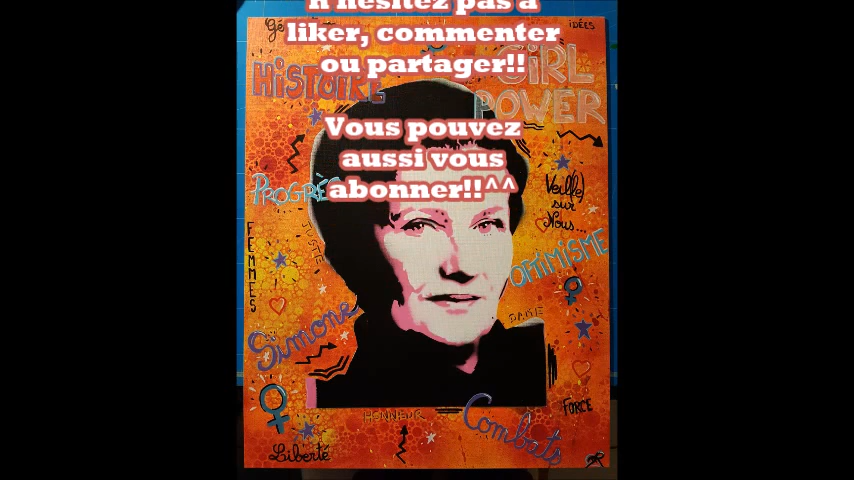 n'hésitez pas à
liker, commenter
ou partager!!
Vous pouvez
aussi vous
abonner!!^^
IDÉES
HISTOIRE
GIRL
POWER
PROGRÈS
Veill(e)
sur
Nous...
JUSTE
FEMMES
OPTIMISME
Simone
DAME
HONNEUR
Combats
FORCE
Liberté